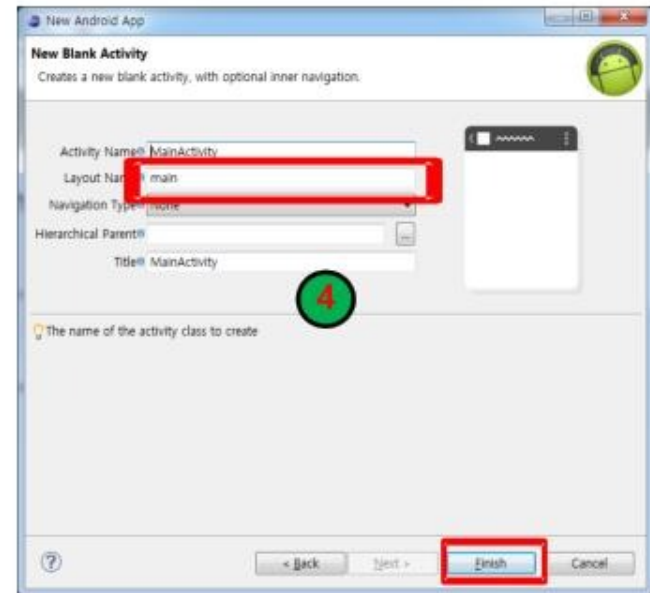 New Android App
New Blank Activity
Creates a new blank activity, with optional inner navigation.
Activity Name MainActivity
Layout Name main
Navigation Type None
Hierarchical Parent
...
Title MainActivity
4
The name of the activity class to create
?
< Back
Next >
Finish
Cancel